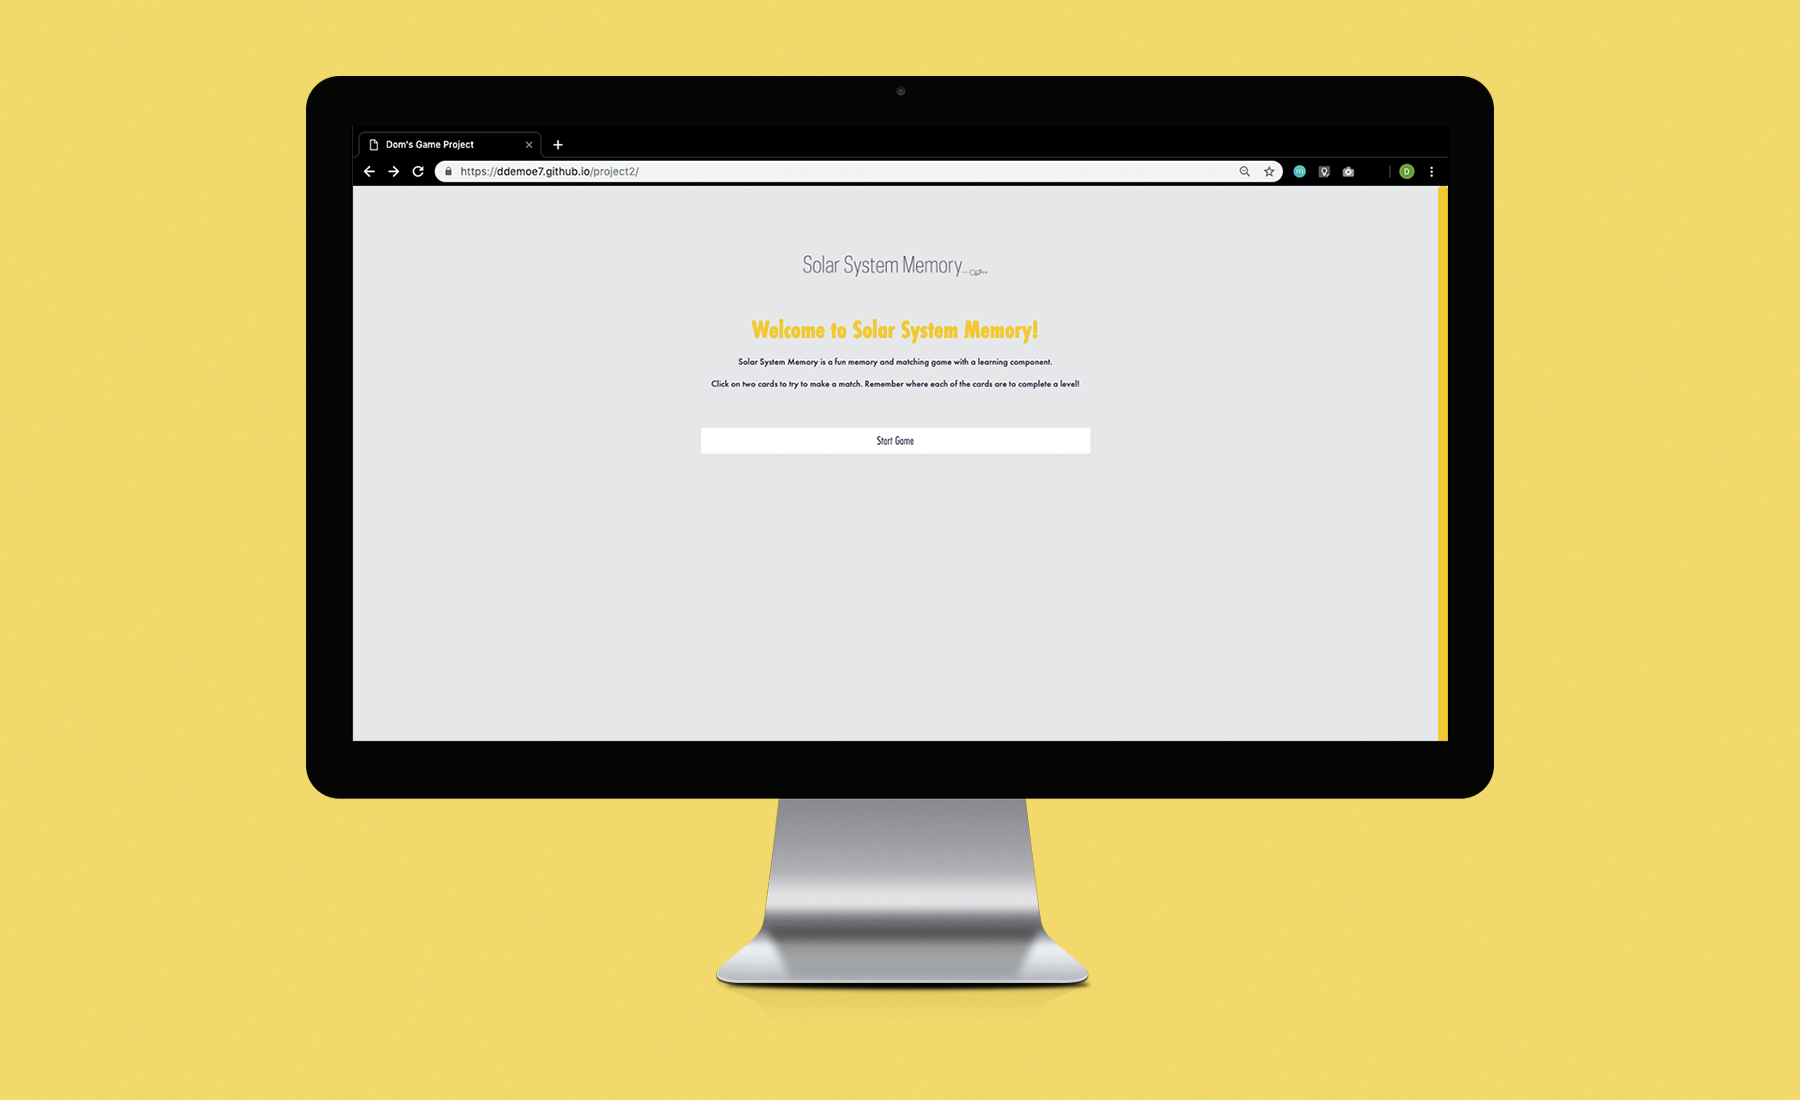 Dom's Game Project
https://ddemoe7.github.io/project2/
D
Solar System Memory
Welcome to Solar System Memory!
Solar System Memory is a fun memory and matching game with a learning component.
Click on two cards to try to make a match. Remember where each of the cards are to complete a level!
Start Game